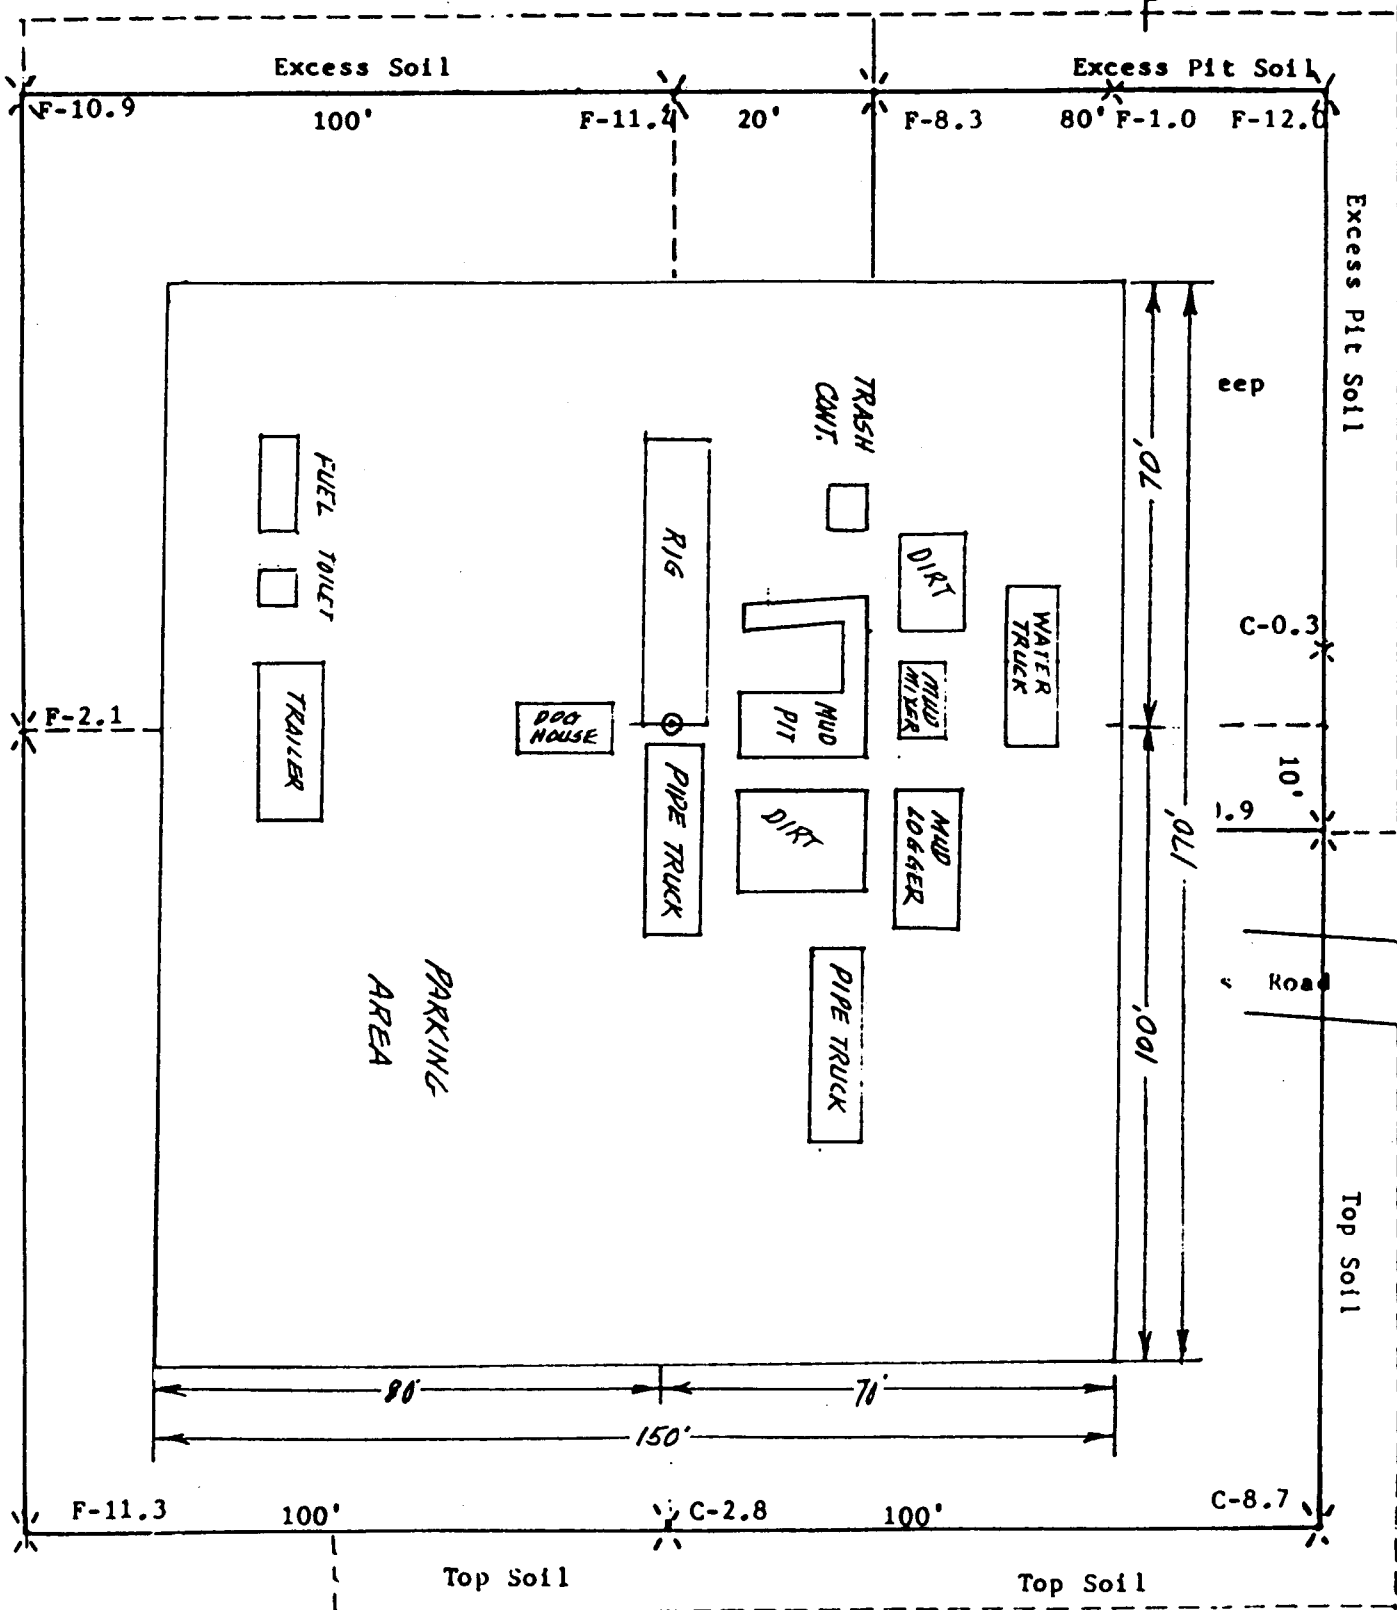 Excess Soil
Excess Pit Soil
F-10.9
100'
20'
F-8.3
80'
F-1.0
F-12.0
Excess Pit Soil
eep
TRASH
CONT.
70'
FUEL
TOILET
RIG
DIRT
WATER
TRUCK
C-0.3
MUD
MIXER
MUD
PIT
F-2.1
DOG
HOUSE
TRAILER
10'
PIPE TRUCK
DIRT
MUD
LOGGER
170'
.9
PARKING
AREA
PIPE TRUCK
Road
100'
Top Soil
80'
70'
150'
F-11.3
100'
C-2.8
100'
C-8.7
Top Soil
Top Soil